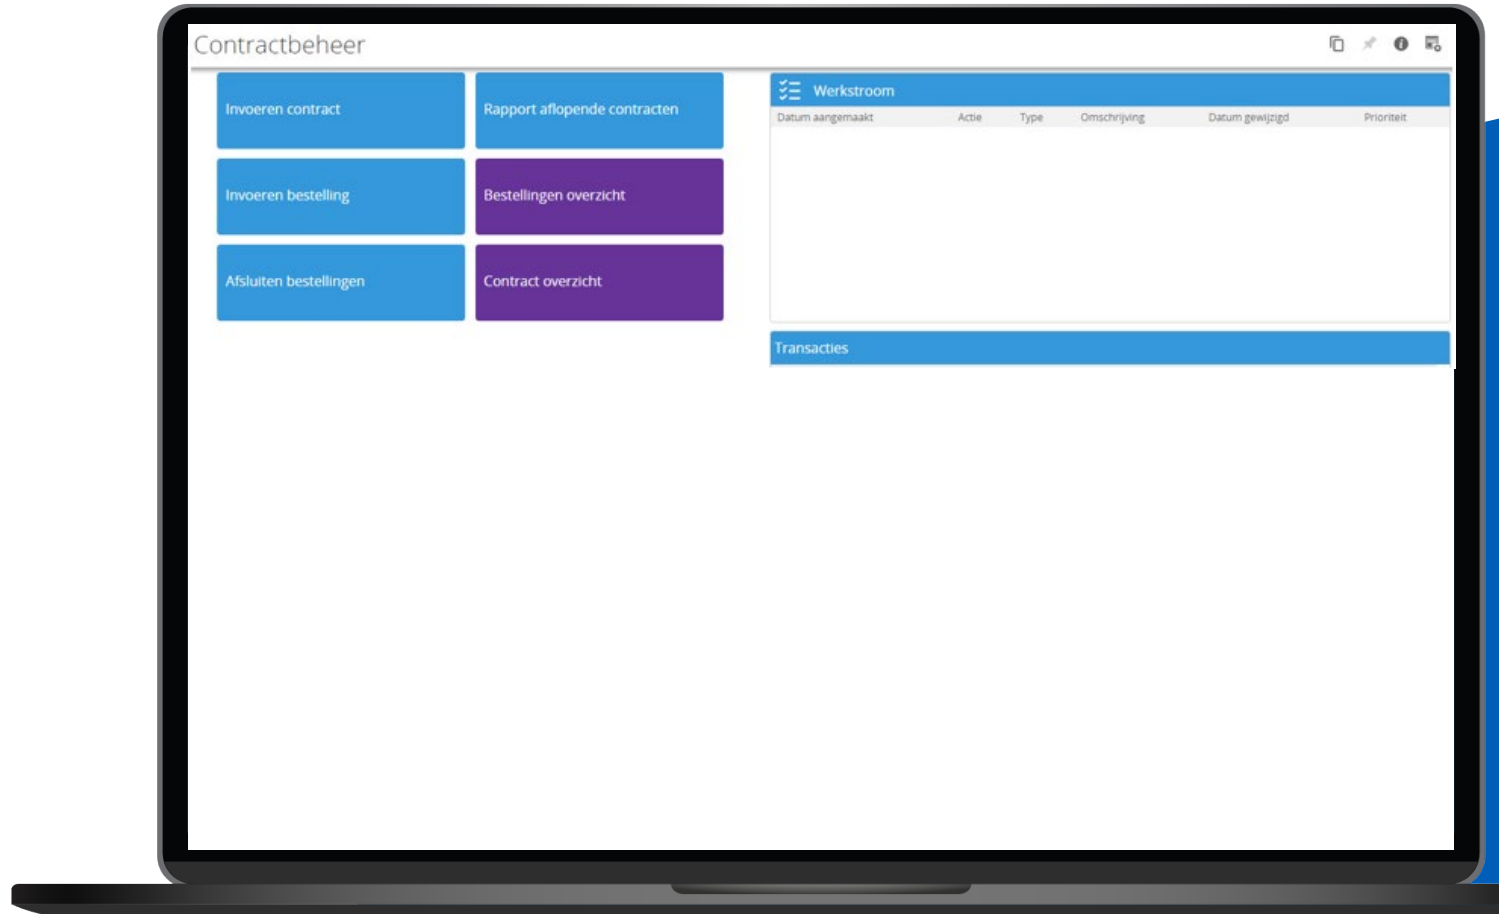 Contractbeheer
Invoeren contract
Rapport aflopende contracten
Invoeren bestelling
Bestellingen overzicht
Afsluiten bestellingen
Contract overzicht
Werkstroom
Datum aangemaakt Actie Type Omschrijving Datum gewijzigd Prioriteit
Transacties